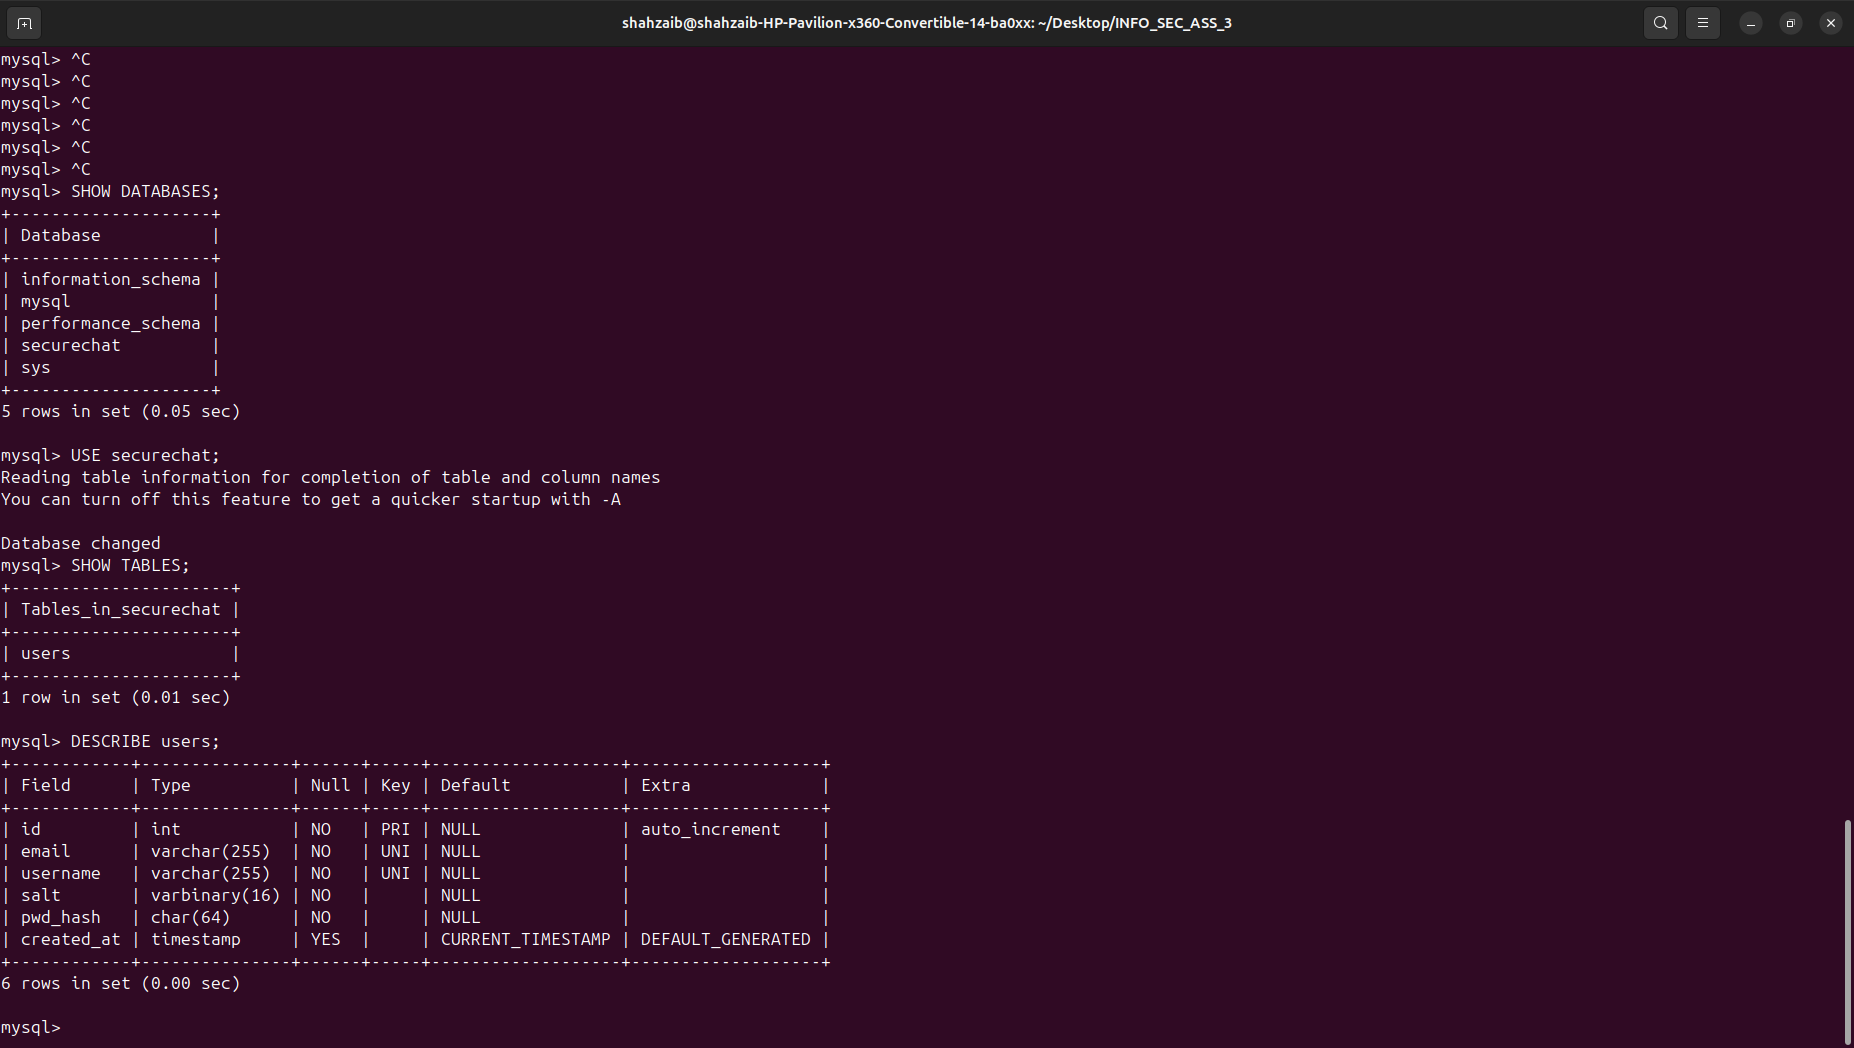 shahzaib@shahzaib-HP-Pavilion-x360-Convertible-14-ba0xx: ~/Desktop/INFO_SEC_ASS_3
mysql> ^C
mysql> ^C
mysql> ^C
mysql> ^C
mysql> ^C
mysql> ^C
mysql> SHOW DATABASES;
+--------------------+
| Database           |
+--------------------+
| information_schema |
| mysql              |
| performance_schema |
| securechat         |
| sys                |
+--------------------+
5 rows in set (0.05 sec)

mysql> USE securechat;
Reading table information for completion of table and column names
You can turn off this feature to get a quicker startup with -A

Database changed
mysql> SHOW TABLES;
+----------------------+
| Tables_in_securechat |
+----------------------+
| users                |
+----------------------+
1 row in set (0.01 sec)

mysql> DESCRIBE users;
+------------+---------------+------+-----+-------------------+-------------------+
| Field      | Type          | Null | Key | Default           | Extra             |
+------------+---------------+------+-----+-------------------+-------------------+
| id         | int           | NO   | PRI | NULL              | auto_increment    |
| email      | varchar(255)  | NO   | UNI | NULL              |                   |
| username   | varchar(255)  | NO   | UNI | NULL              |                   |
| salt       | varbinary(16) | NO   |     | NULL              |                   |
| pwd_hash   | char(64)      | NO   |     | NULL              |                   |
| created_at | timestamp     | YES  |     | CURRENT_TIMESTAMP | DEFAULT_GENERATED |
+------------+---------------+------+-----+-------------------+-------------------+
6 rows in set (0.00 sec)

mysql>